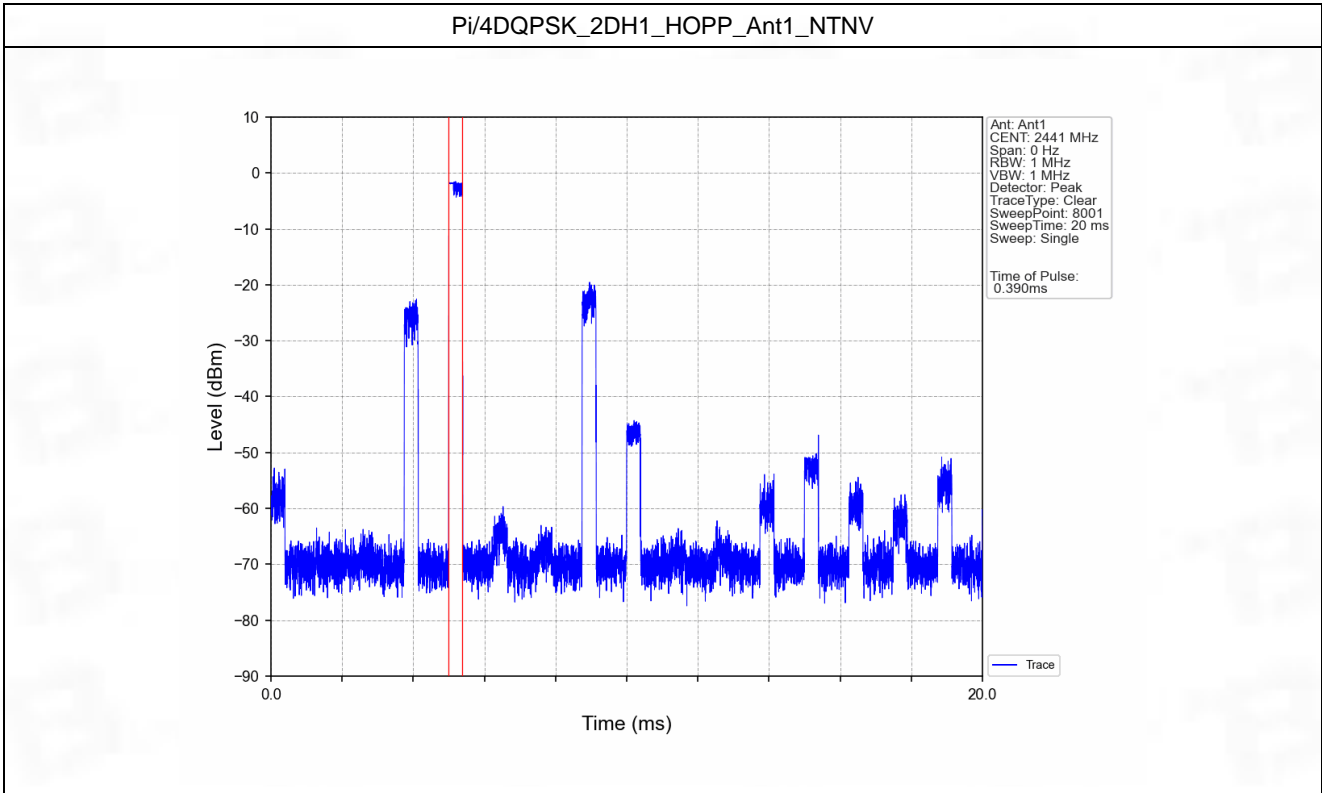 Pi/4DQPSK_2DH1_HOPP_Ant1_NTNV
10
0
−10
−20
−30
−40
−50
−60
−70
−80
−90
Level (dBm)
0.0
20.0
Time (ms)
Ant: Ant1
CENT: 2441 MHz
Span: 0 Hz
RBW: 1 MHz
VBW: 1 MHz
Detector: Peak
TraceType: Clear
SweepPoint: 8001
SweepTime: 20 ms
Sweep: Single
Time of Pulse:
0.390ms
Trace